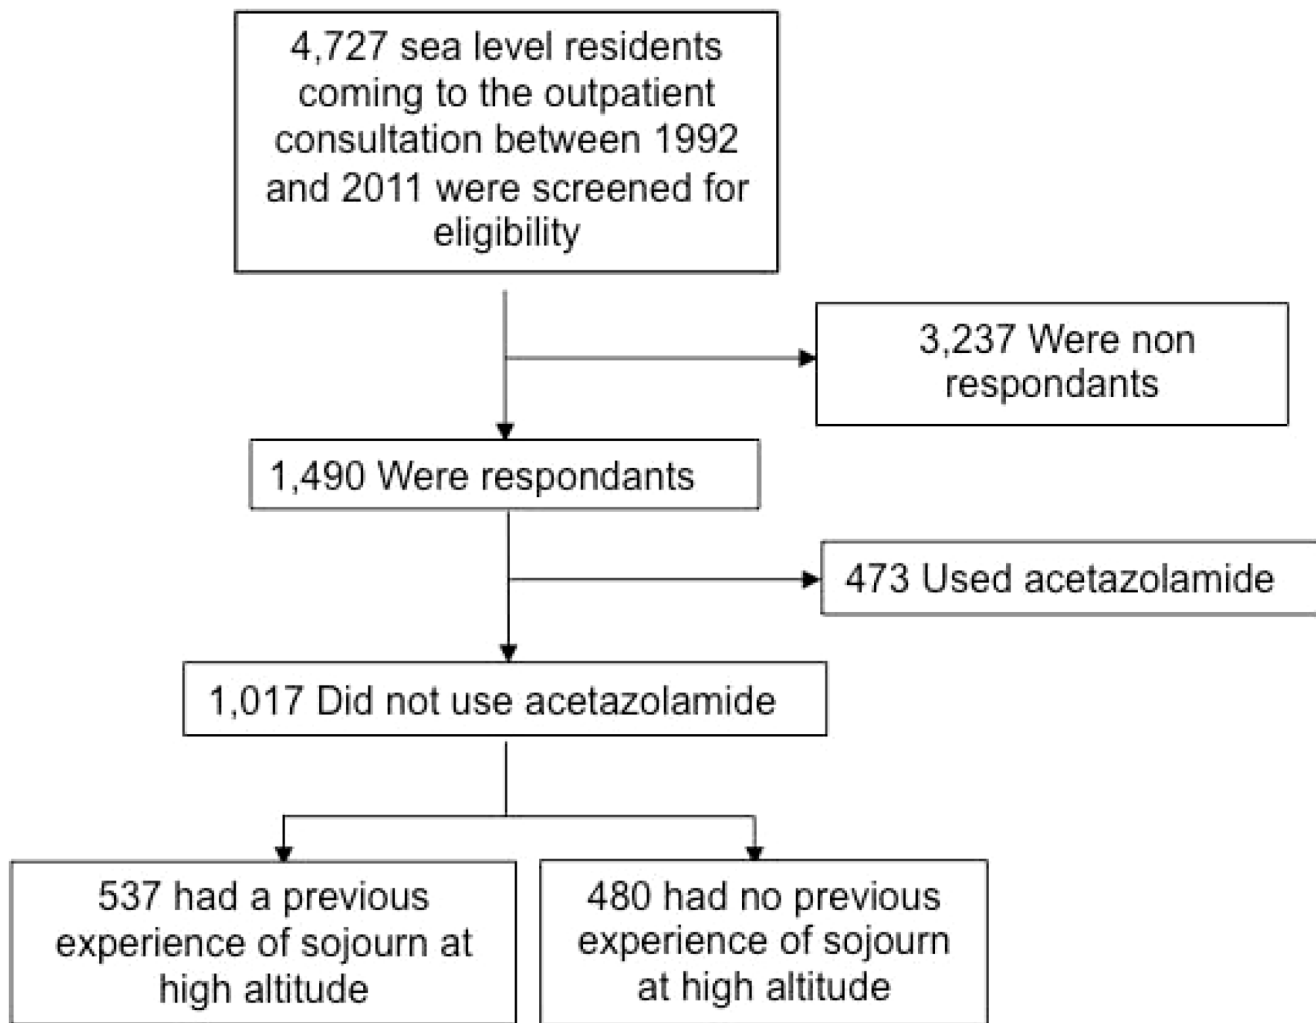 4,727 sea level residents
coming to the outpatient
consultation between 1992
and 2011 were screened for
eligibility
3,237 Were non
respondants
1,490 Were respondants
473 Used acetazolamide
1,017 Did not use acetazolamide
537 had a previous
experience of sojourn at
high altitude
480 had no previous
experience of sojourn
at high altitude